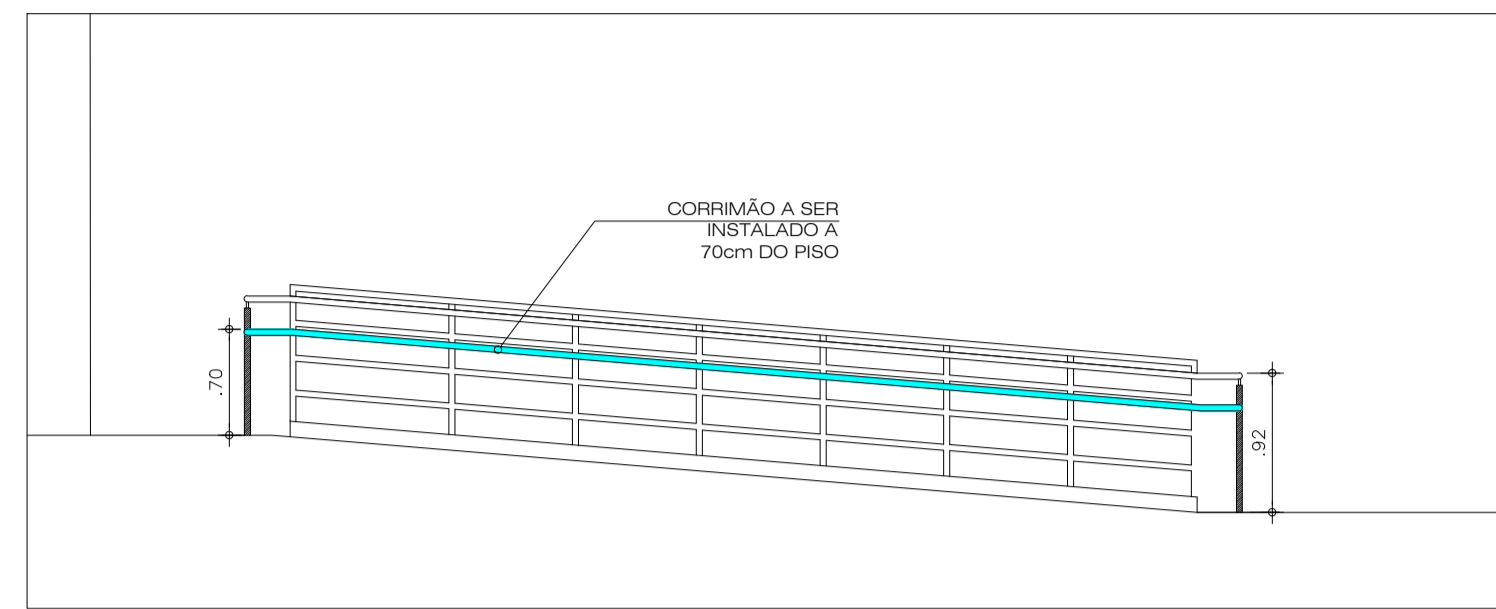 CORRIMÃO A SER
INSTALADO A
70cm DO PISO
.70
.92